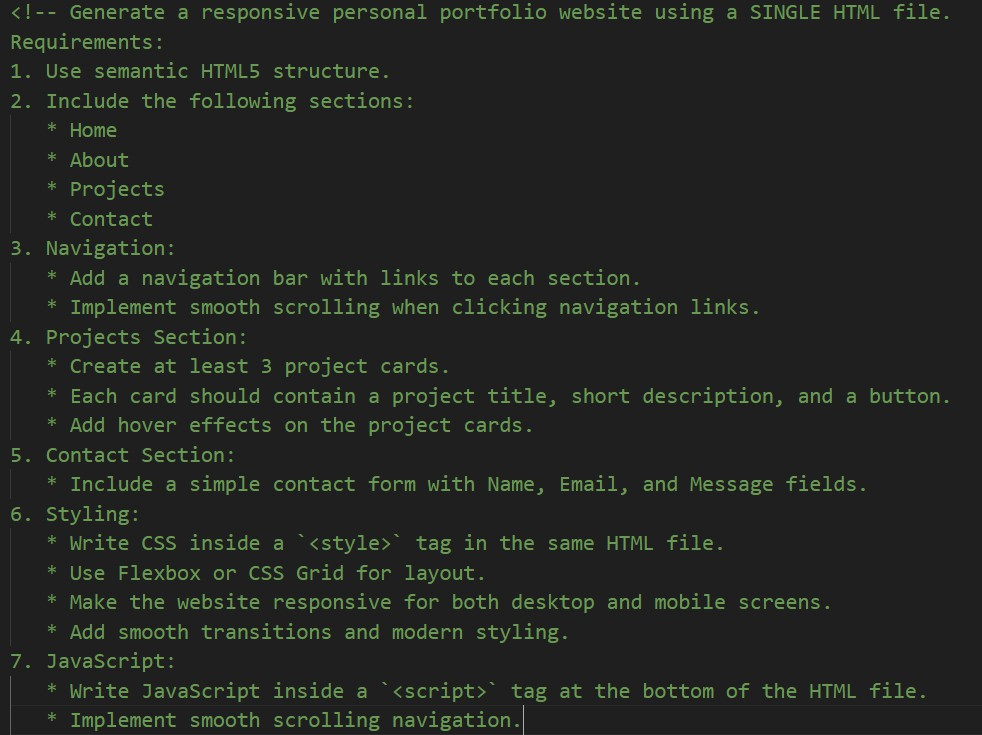 <!-- Generate a responsive personal portfolio website using a SINGLE HTML file.
Requirements:
1. Use semantic HTML5 structure.
2. Include the following sections:
   * Home
   * About
   * Projects
   * Contact
3. Navigation:
   * Add a navigation bar with links to each section.
   * Implement smooth scrolling when clicking navigation links.
4. Projects Section:
   * Create at least 3 project cards.
   * Each card should contain a project title, short description, and a button.
   * Add hover effects on the project cards.
5. Contact Section:
   * Include a simple contact form with Name, Email, and Message fields.
6. Styling:
   * Write CSS inside a `<style>` tag in the same HTML file.
   * Use Flexbox or CSS Grid for layout.
   * Make the website responsive for both desktop and mobile screens.
   * Add smooth transitions and modern styling.
7. JavaScript:
   * Write JavaScript inside a `<script>` tag at the bottom of the HTML file.
   * Implement smooth scrolling navigation.